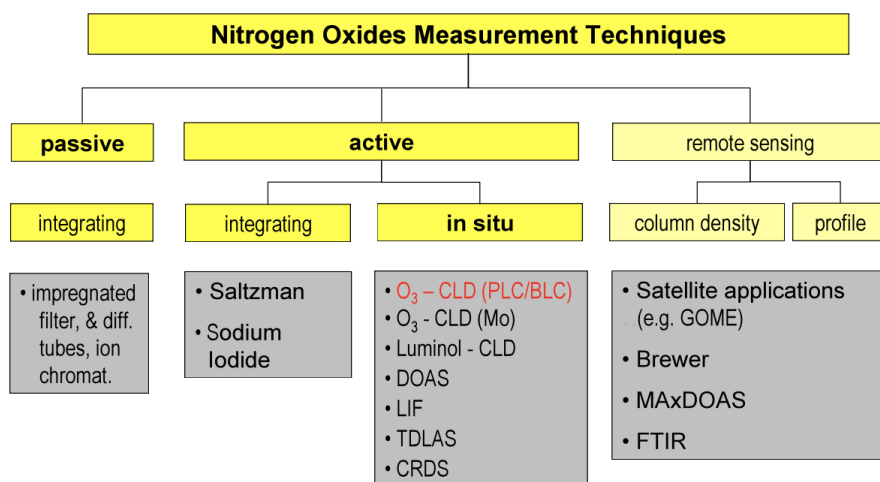 Nitrogen Oxides Measurement Techniques
passive
active
remote sensing
integrating
integrating
in situ
column density
profile
• impregnated
filter, & diff.
tubes, ion
chromat.
• Saltzman
• Sodium
Iodide
• O₃ – CLD (PLC/BLC)
• O₃ - CLD (Mo)
• Luminol - CLD
• DOAS
• LIF
• TDLAS
• CRDS
• Satellite applications
(e.g. GOME)
• Brewer
• MAxDOAS
• FTIR